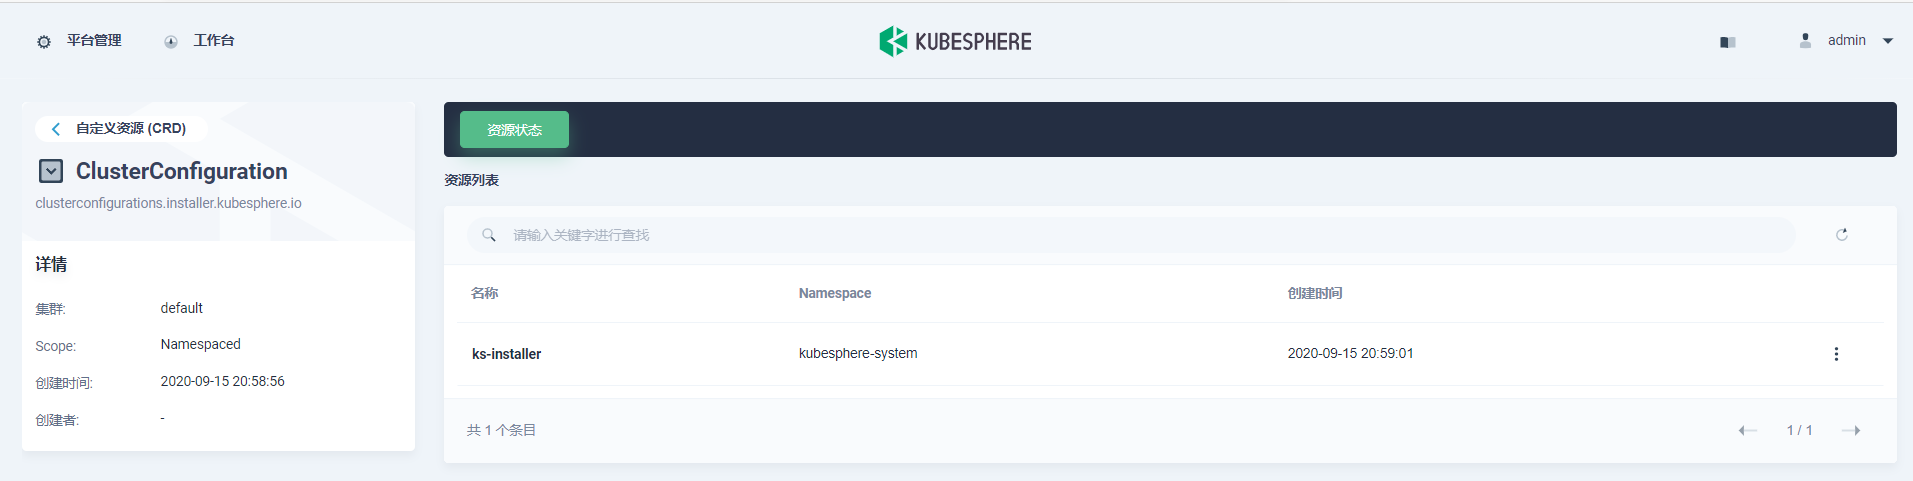 平台管理 工作台 KUBESPHERE admin
自定义资源 (CRD)
ClusterConfiguration
clusterconfigurations.installer.kubesphere.io
详情
集群: default
Scope: Namespaced
创建时间: 2020-09-15 20:58:56
创建者: -
资源状态
资源列表
请输入关键字进行查找
名称 Namespace 创建时间
ks-installer kubesphere-system 2020-09-15 20:59:01
共 1 个条目 1 / 1